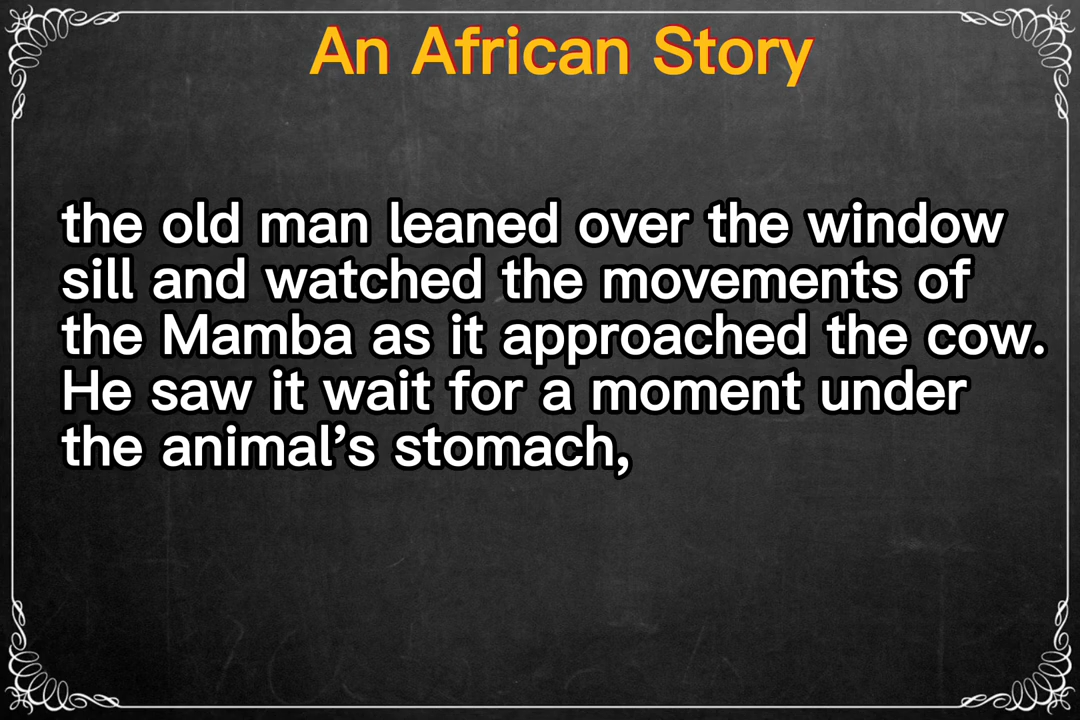 An African Story
the old man leaned over the window
sill and watched the movements of
the Mamba as it approached the cow.
He saw it wait for a moment under
the animal’s stomach,